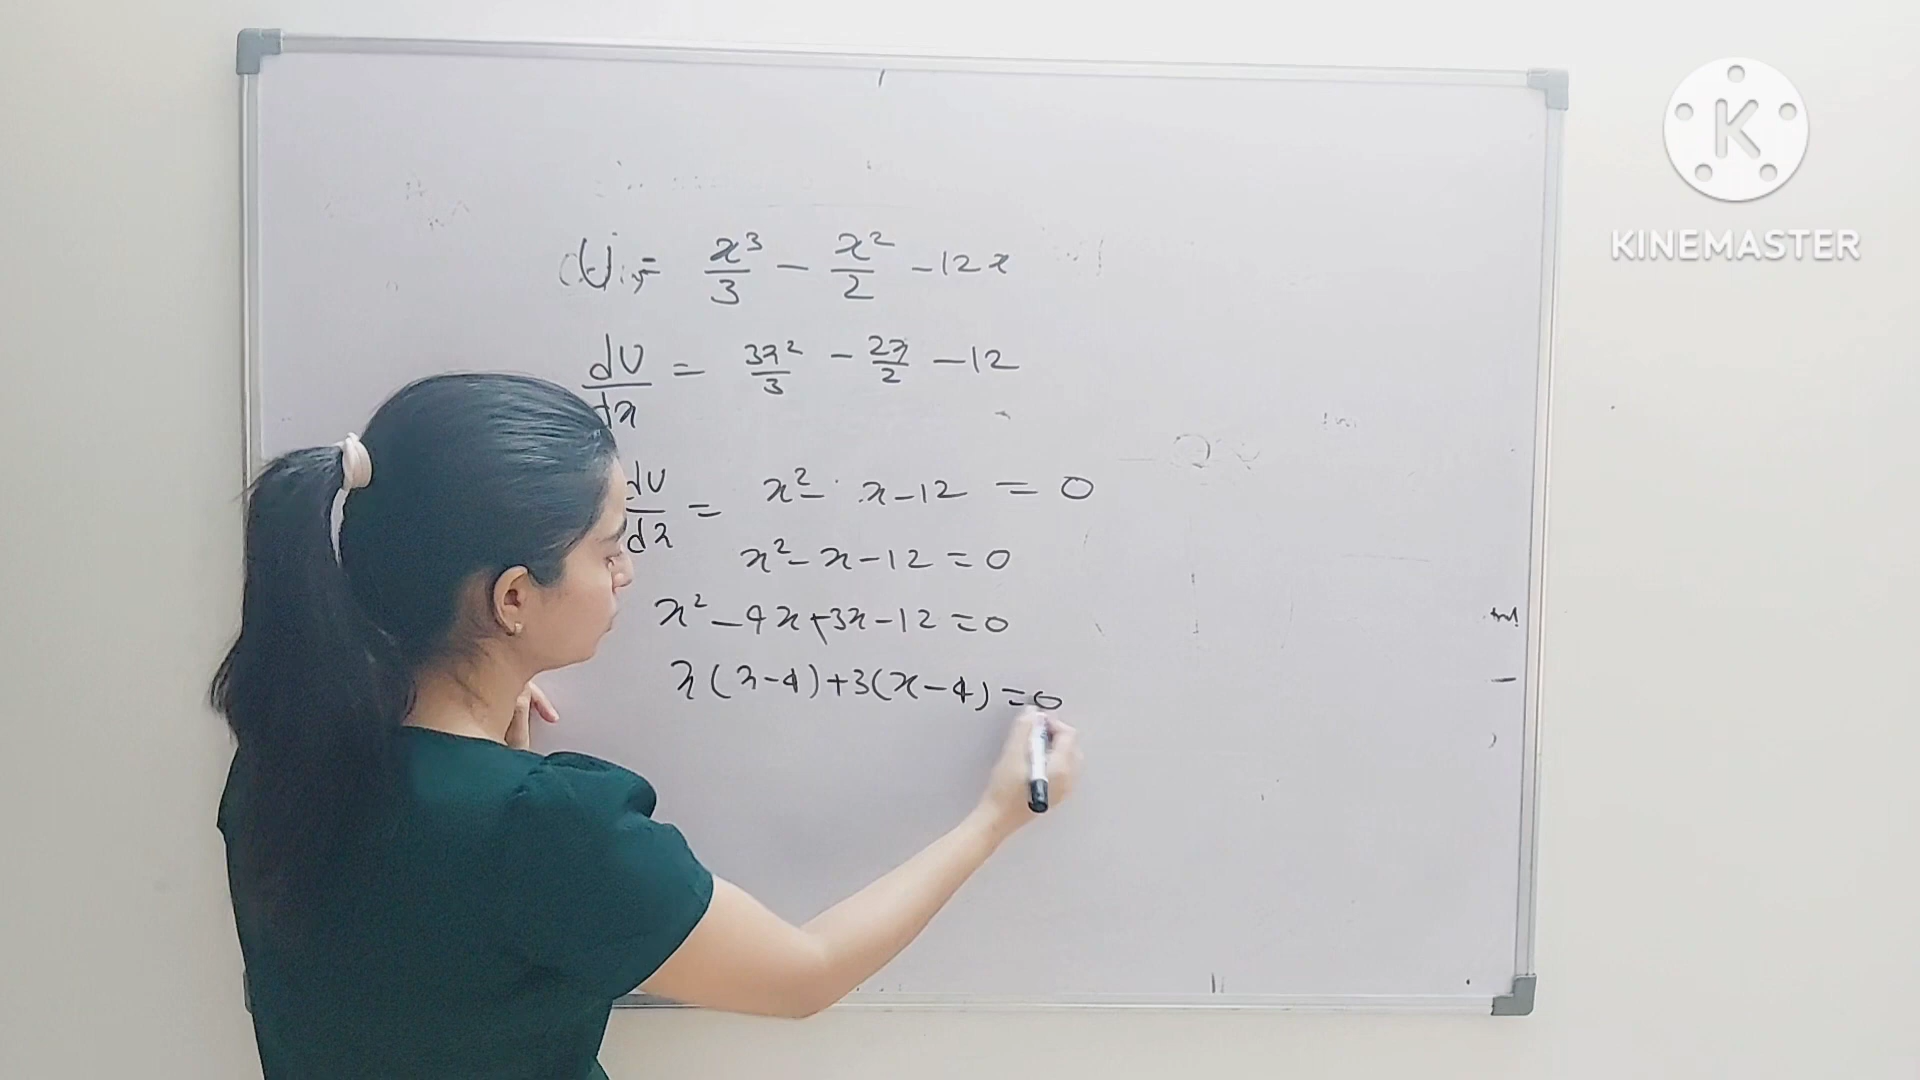 U = x³/3 - x²/2 - 12x
dU/dx = 3x²/3 - 2x/2 - 12
dU/dx = x² - x - 12 = 0
x² - x - 12 = 0
x² - 4x + 3x - 12 = 0
x(x-4) + 3(x-4) = 0
K
KINEMASTER